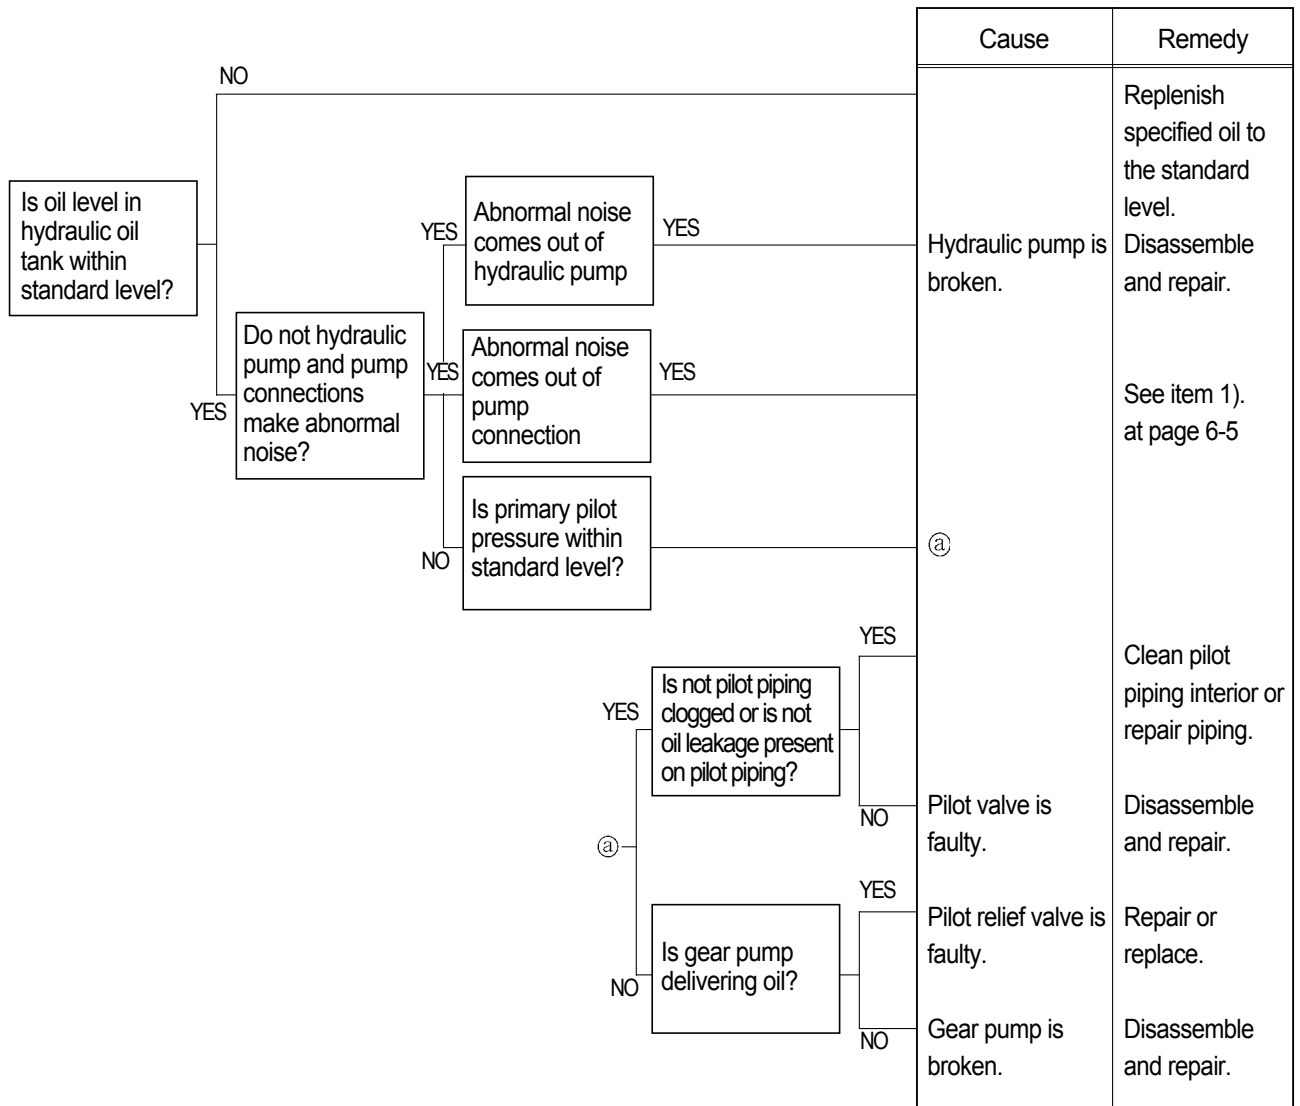 Cause
Remedy
NO
Replenish
specified oil to
the standard
level.
Is oil level in
hydraulic oil
tank within
standard level?
YES
Abnormal noise
comes out of
hydraulic pump
YES
Hydraulic pump is
broken.
Disassemble
and repair.
YES
Do not hydraulic
pump and pump
connections
make abnormal
noise?
YES
Abnormal noise
comes out of
pump
connection
YES
See item 1).
at page 6-5
NO
Is primary pilot
pressure within
standard level?
ⓐ
ⓐ
YES
Is not pilot piping
clogged or is not
oil leakage present
on pilot piping?
YES
Clean pilot
piping interior or
repair piping.
NO
Pilot valve is
faulty.
Disassemble
and repair.
NO
Is gear pump
delivering oil?
YES
Pilot relief valve is
faulty.
Repair or
replace.
NO
Gear pump is
broken.
Disassemble
and repair.